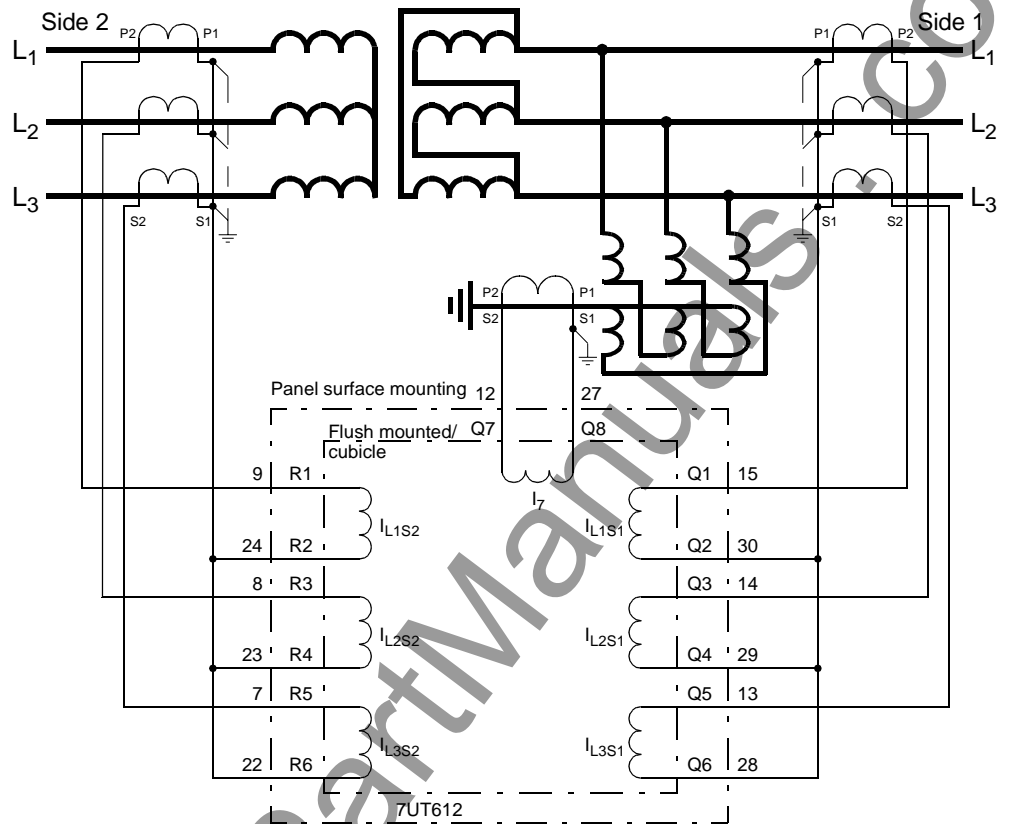 Side 2
Side 1
P2 P1
P1 P2
L1
L1
L2
L2
L3
L3
S2 S1
S1 S2
P2 P1
S2 S1
Panel surface mounting 12 27
Flush mounted/ Q7 Q8
cubicle
9 R1
Q1 15
I7
IL1S2
IL1S1
24 R2
Q2 30
8 R3
Q3 14
IL2S2
IL2S1
23 R4
Q4 29
7 R5
Q5 13
IL3S2
IL3S1
22 R6
Q6 28
7UT612
artManuals.co